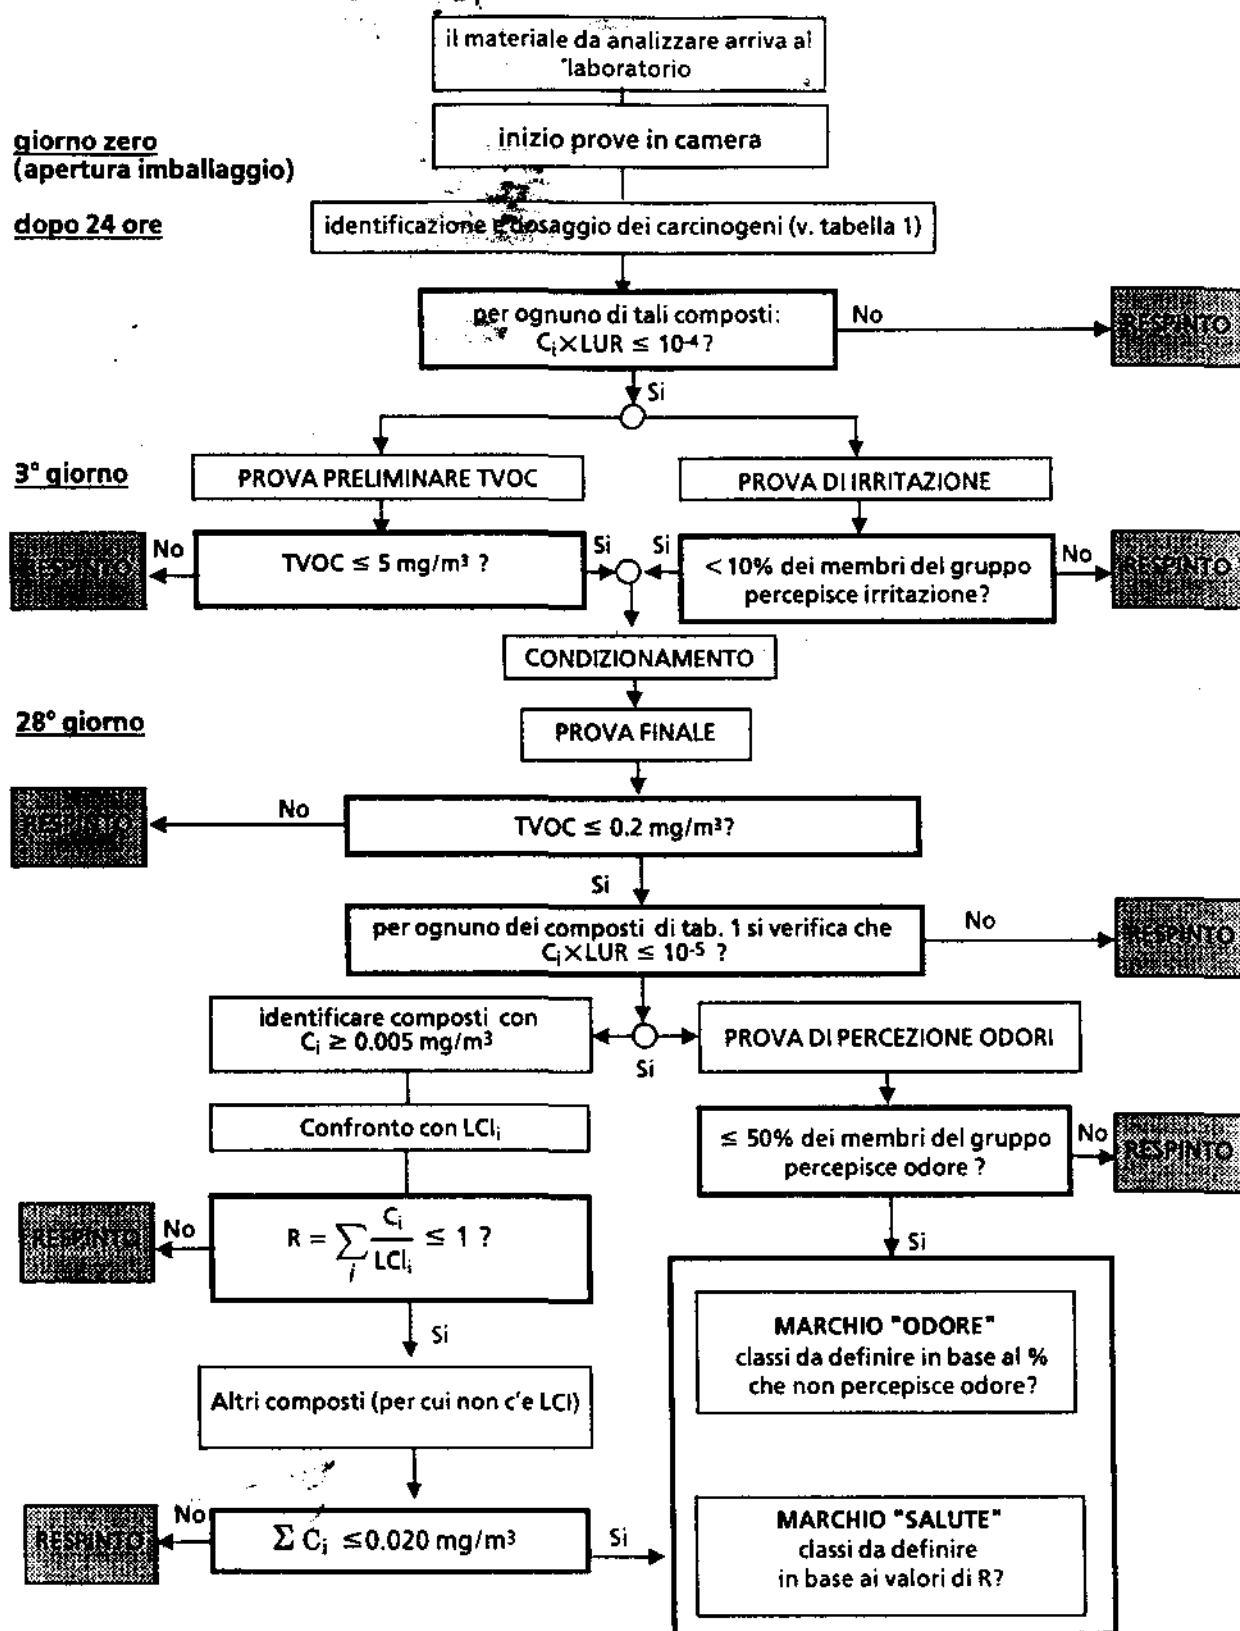 il materiale da analizzare arriva al
laboratorio
inizio prove in camera
giorno zero
(apertura imballaggio)
dopo 24 ore
identificazione e dosaggio dei carcinogeni (v. tabella 1)
per ognuno di tali composti:
Ci×LUR ≤ 10-4?
No
RESPINTO
Si
3° giorno
PROVA PRELIMINARE TVOC
PROVA DI IRRITAZIONE
RESPINTO
No
TVOC ≤ 5 mg/m³ ?
Si
Si
<10% dei membri del gruppo
percepisce irritazione?
No
RESPINTO
CONDIZIONAMENTO
28° giorno
PROVA FINALE
RESPINTO
No
TVOC ≤ 0.2 mg/m³?
Si
per ognuno dei composti di tab. 1 si verifica che
Ci×LUR ≤ 10-5 ?
No
RESPINTO
identificare composti con
Ci ≥ 0.005 mg/m³
Si
PROVA DI PERCEZIONE ODORI
Confronto con LCIi
≤ 50% dei membri del gruppo
percepisce odore ?
No
RESPINTO
RESPINTO
No
R = ∑i Ci/LCIi ≤ 1 ?
Si
Si
MARCHIO "ODORE"
classi da definire in base al %
che non percepisce odore?
Altri composti (per cui non c'e LCI)
RESPINTO
No
Σ Ci ≤0.020 mg/m³
Si
MARCHIO "SALUTE"
classi da definire
in base ai valori di R?